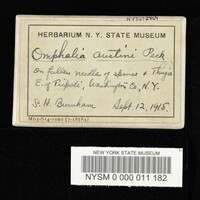 HERBARIUM N. Y. STATE MUSEUM
Omphalia austini Peck
on fallen needles of spruce & Thuja
E. of Tripoli, Washington Co., N.Y.
S. H. Burnham Sept. 12, 1915.
NEW YORK STATE MUSEUM
NYSM 0 000 011 182